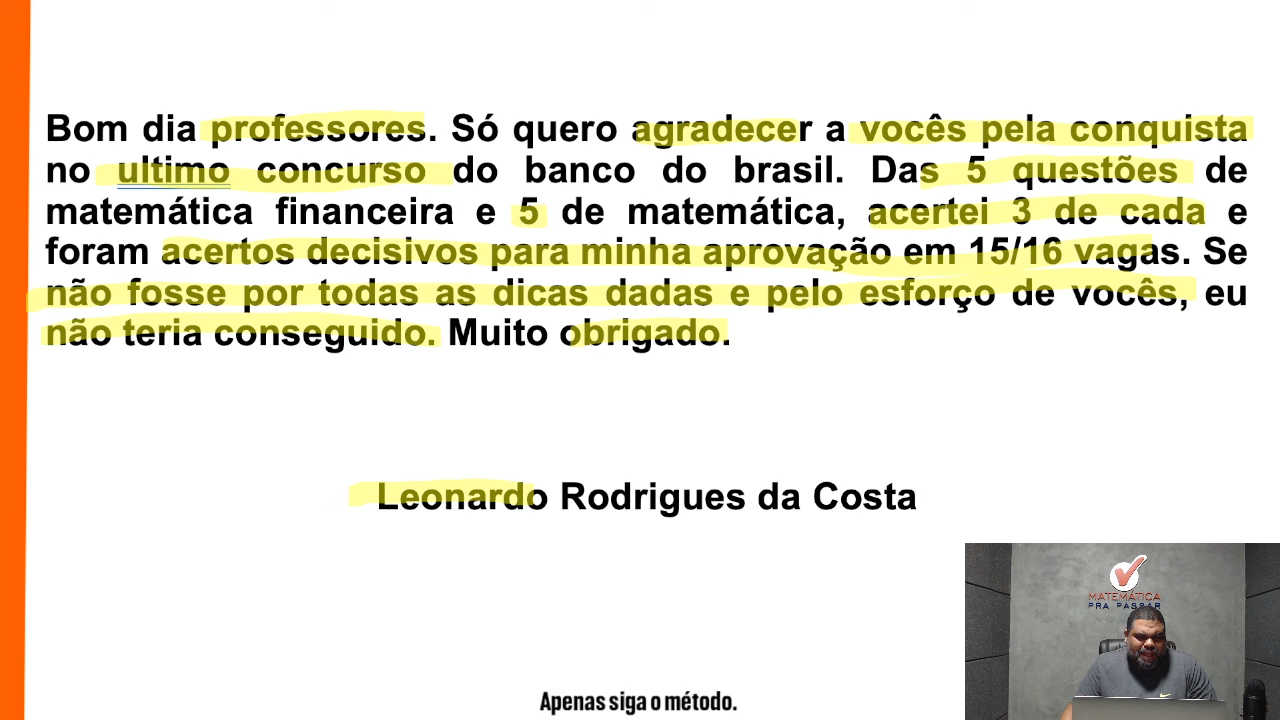 Bom dia professores. Só quero agradecer a vocês pela conquista
no ultimo concurso do banco do brasil. Das 5 questões de
matemática financeira e 5 de matemática, acertei 3 de cada e
foram acertos decisivos para minha aprovação em 15/16 vagas. Se
não fosse por todas as dicas dadas e pelo esforço de vocês, eu
não teria conseguido. Muito obrigado.
Leonardo Rodrigues da Costa
MATEMÁTICA
PRA PASSAR
Apenas siga o método.